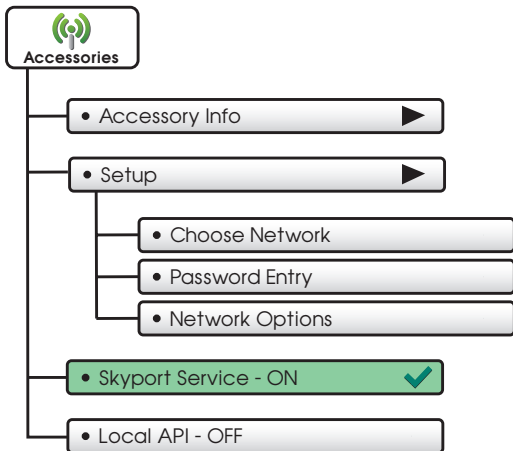 Accessories
• Accessory Info
• Setup
• Choose Network
• Password Entry
• Network Options
• Skyport Service - ON
• Local API - OFF